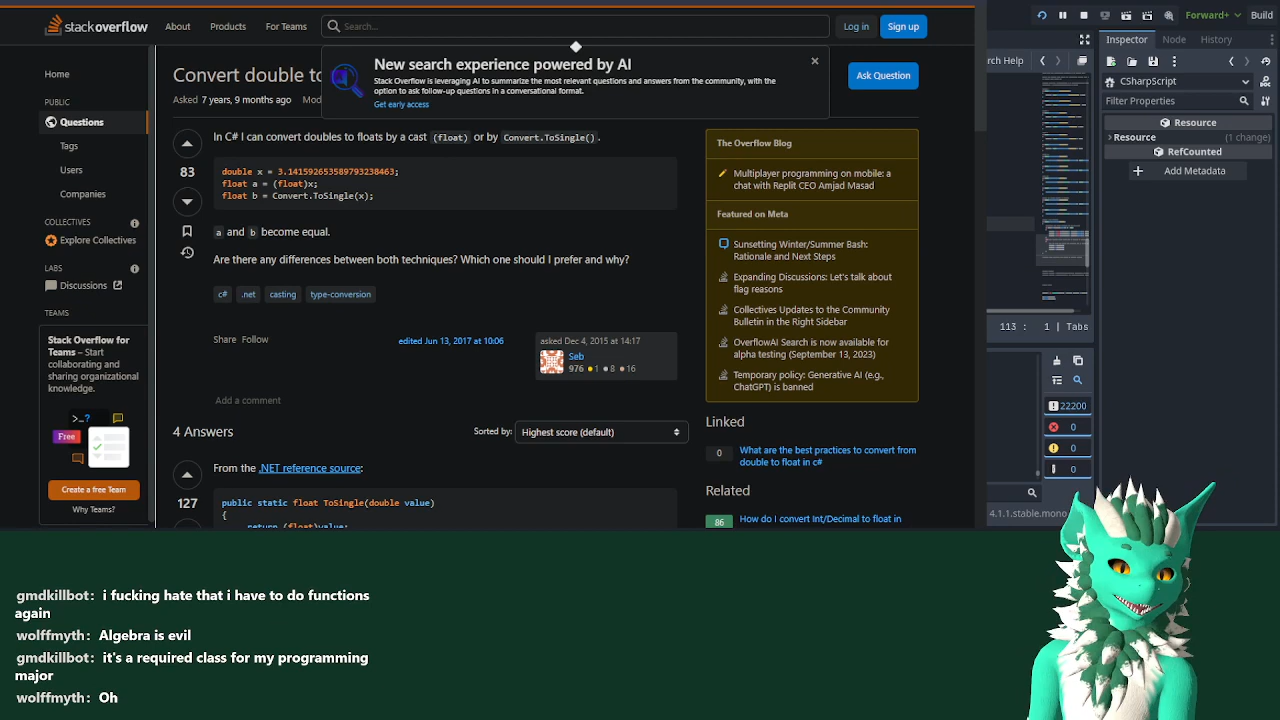 stackoverflow
About
Products
For Teams
Search...
Log in
Sign up
Forward+
Build
Home
PUBLIC
Questions
Tags
Users
Companies
COLLECTIVES
Explore Collectives
LABS
Discussions
TEAMS
Stack Overflow for
Teams – Start
collaborating and
sharing organizational
knowledge.
>_?
Free
Create a free Team
Why Teams?
Convert double to
Asked 7 years, 9 months ago
New search experience powered by AI
Stack Overflow is leveraging AI to summarize the most relevant questions and answers from the community, with the
option to ask follow-up questions in a conversational format.
Get early access
Ask Question
83
In C# I can convert doubles to floats by a cast (float) or by Convert.ToSingle().
double x = 3.141592653589793238463;
float a = (float)x;
float b = Convert.ToSingle(x);
a and b become equal.
Are there any differences between both techniques? Which one should I prefer and why?
c#
.net
casting
type-conversion
Share Follow
edited Jun 13, 2017 at 10:06
asked Dec 4, 2015 at 14:17
Seb
976 1 8 16
Add a comment
4 Answers
Sorted by:
Highest score (default)
127
From the .NET reference source:
public static float ToSingle(double value)
{
return (float)value;
The Overflow Blog
Multiplayer programming on mobile: a
chat with Replit CEO Amjad Masad
Featured on Meta
Sunsetting Winter/Summer Bash:
Rationale and Next Steps
Expanding Discussions: Let's talk about
flag reasons
Collectives Updates to the Community
Bulletin in the Right Sidebar
OverflowAI Search is now available for
alpha testing (September 13, 2023)
Temporary policy: Generative AI (e.g.,
ChatGPT) is banned
Linked
0
What are the best practices to convert from
double to float in c#
Related
86
How do I convert Int/Decimal to float in
Search Help
113 : 1 | Tabs
22200
0
0
0
4.1.1.stable.mono
Inspector
Node
History
CSharpScript
Filter Properties
Resource
Resource
change)
RefCounted
Add Metadata
gmdkillbot: i fucking hate that i have to do functions
again
wolffmyth: Algebra is evil
gmdkillbot: it's a required class for my programming
major
wolffmyth: Oh